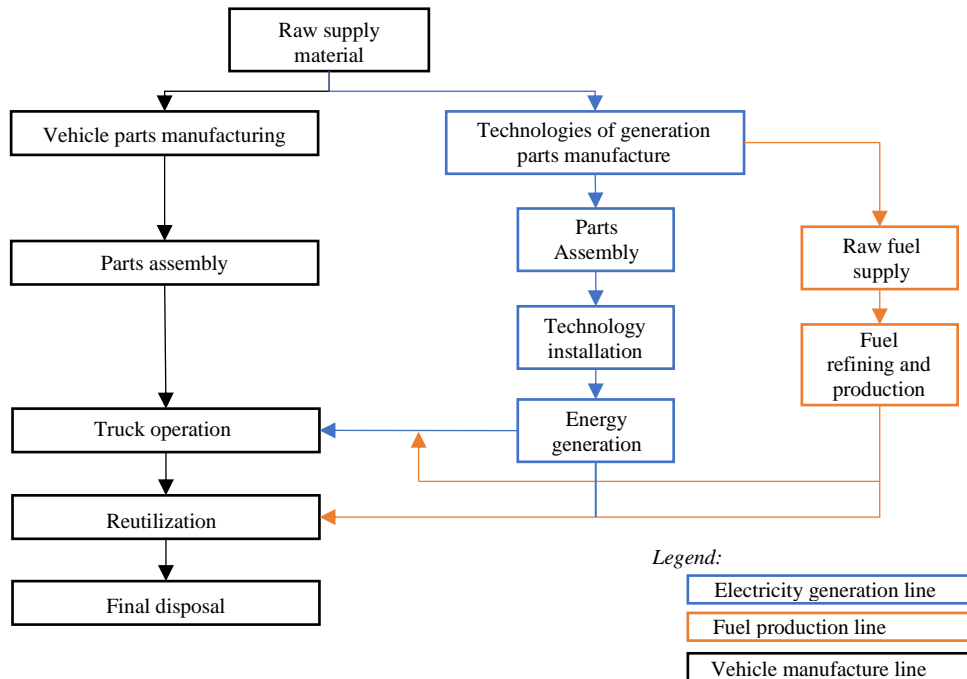 Raw supply
material
Vehicle parts manufacturing
Technologies of generation
parts manufacture
Parts
Assembly
Raw fuel
supply
Parts assembly
Technology
installation
Fuel
refining and
production
Truck operation
Energy
generation
Reutilization
Final disposal
Legend:
Electricity generation line
Fuel production line
Vehicle manufacture line